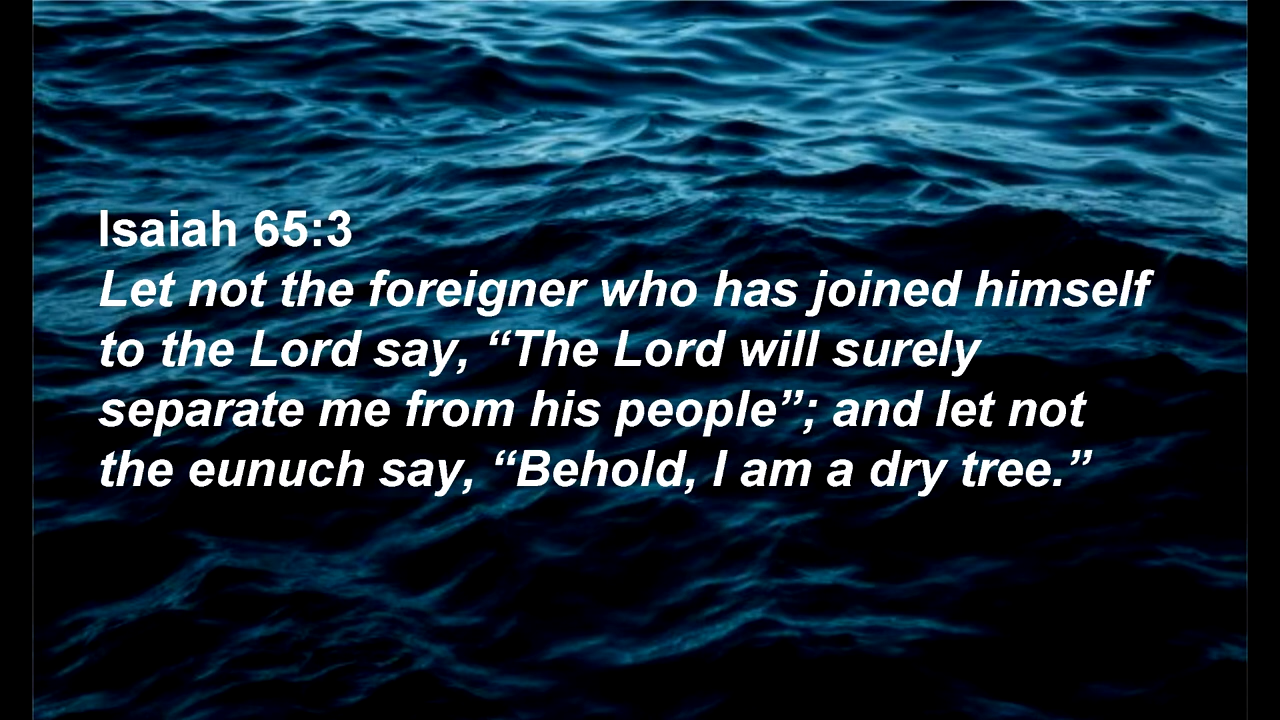 Isaiah 65:3
Let not the foreigner who has joined himself
to the Lord say, “The Lord will surely
separate me from his people”; and let not
the eunuch say, “Behold, I am a dry tree.”